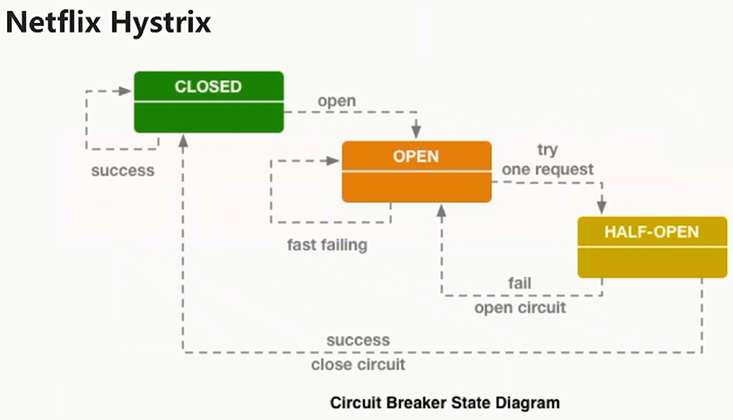 Netflix Hystrix
CLOSED
open
success
OPEN
try
one request
fast failing
HALF-OPEN
fail
open circuit
success
close circuit
Circuit Breaker State Diagram